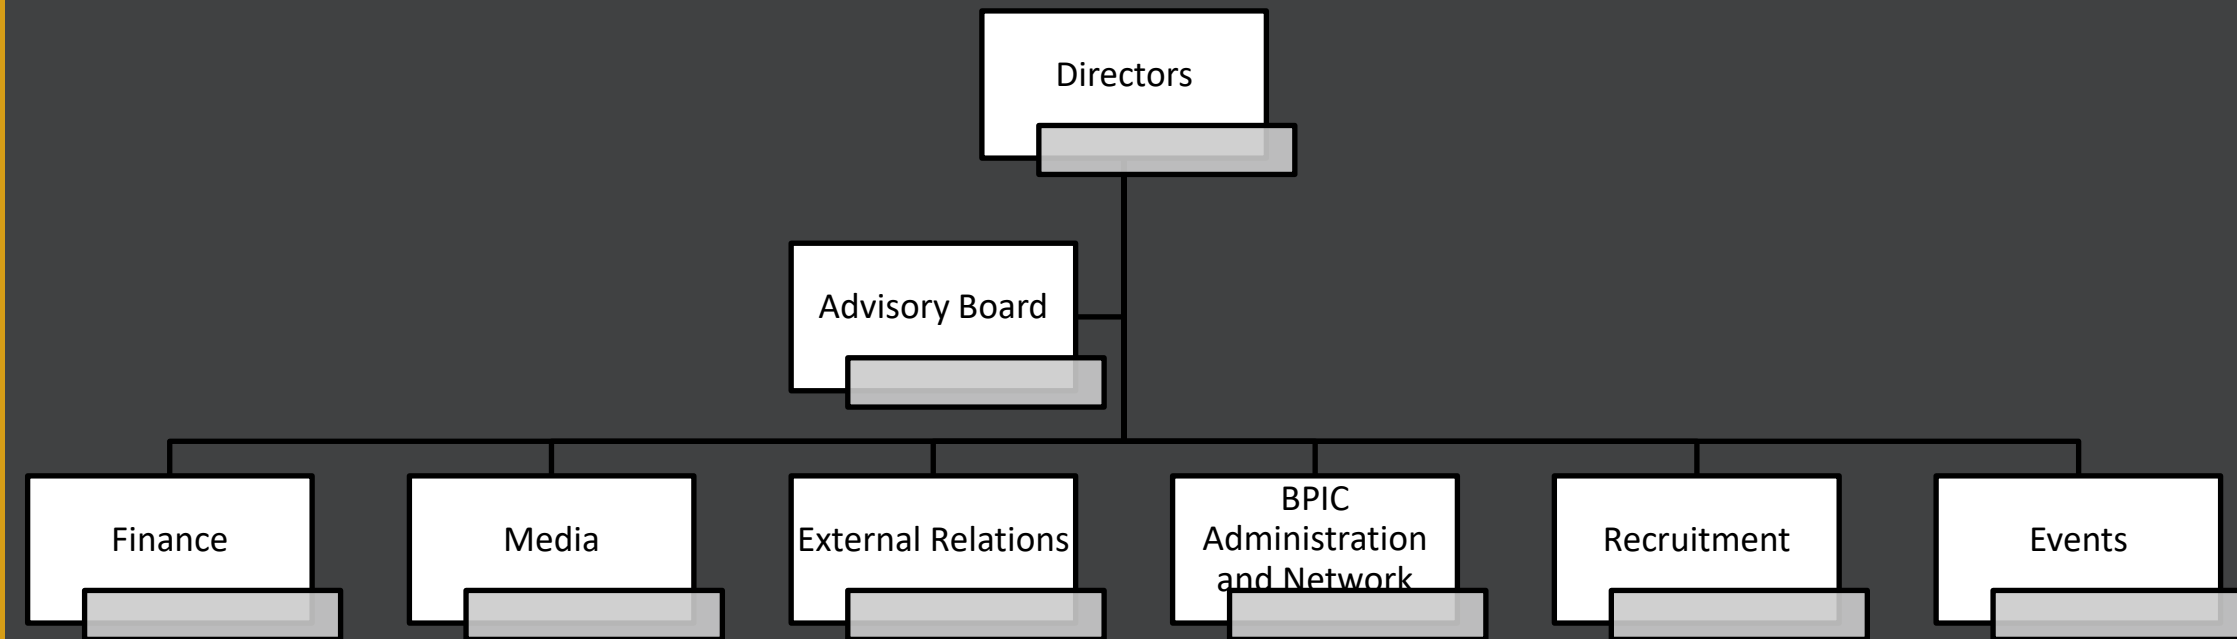 Directors
Advisory Board
Finance
Media
External Relations
BPIC
Administration
and Network
Recruitment
Events